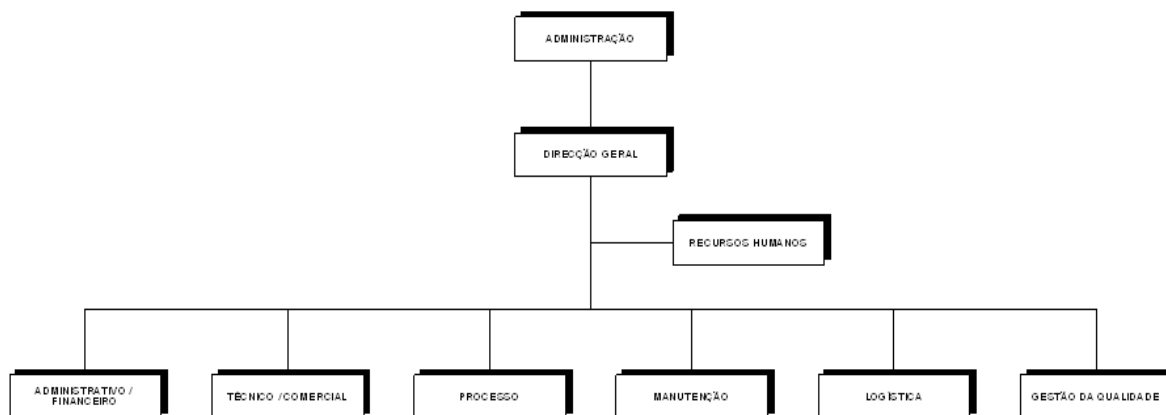 ADMINISTRAÇÃO
DIRECÇÃO GERAL
RECURSOS HUMANOS
ADMINISTRATIVO /
FINANCEIRO
TÉCNICO / COMERCIAL
PROCESSO
MANUTENÇÃO
LOGÍSTICA
GESTÃO DA QUALIDADE